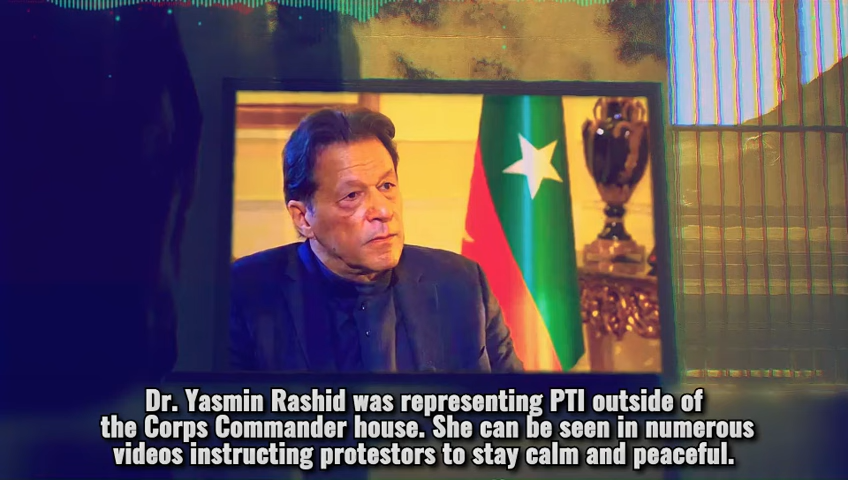 Dr. Yasmin Rashid was representing PTI outside of
the Corps Commander house. She can be seen in numerous
videos instructing protestors to stay calm and peaceful.